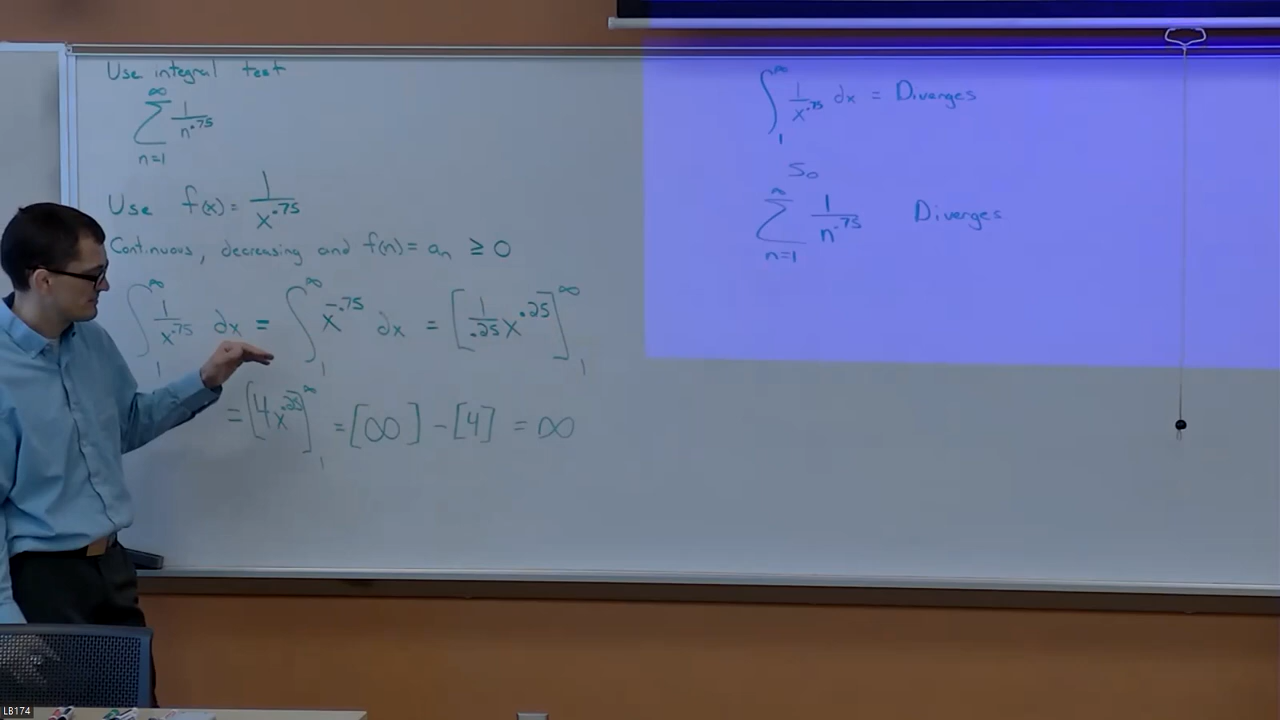 Use integral test
∞
∑ 1/n^.75
n=1
Use f(x) = 1/x^.75
Continuous, decreasing and f(n) = aₙ ≥ 0
∫₁^∞ 1/x^.75 dx = ∫₁^∞ x^-.75 dx = [1/.25 x^.25]₁^∞
= [4x^.25]₁^∞ = [∞] - [4] = ∞
∫₁^∞ 1/x^.75 dx = Diverges
So
∞
∑ 1/n^.75 Diverges
n=1
LB174